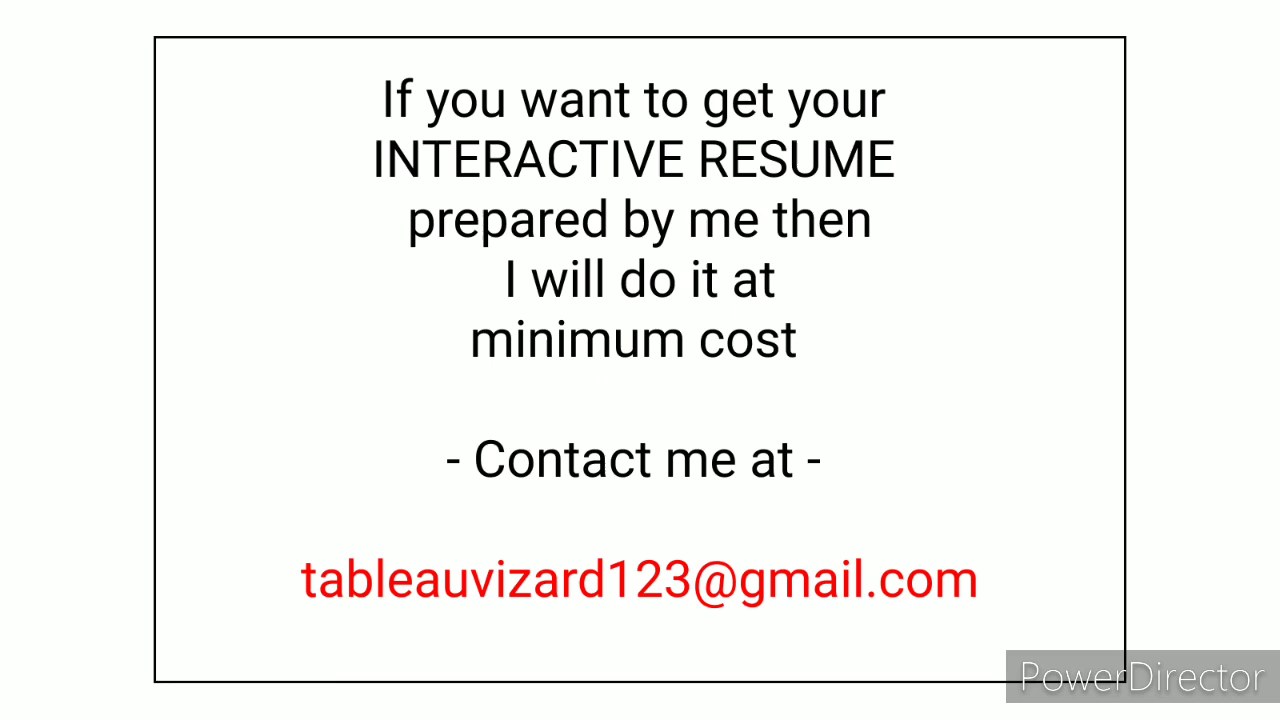 If you want to get your
INTERACTIVE RESUME
prepared by me then
I will do it at
minimum cost
- Contact me at -
tableauvizard123@gmail.com
PowerDirector